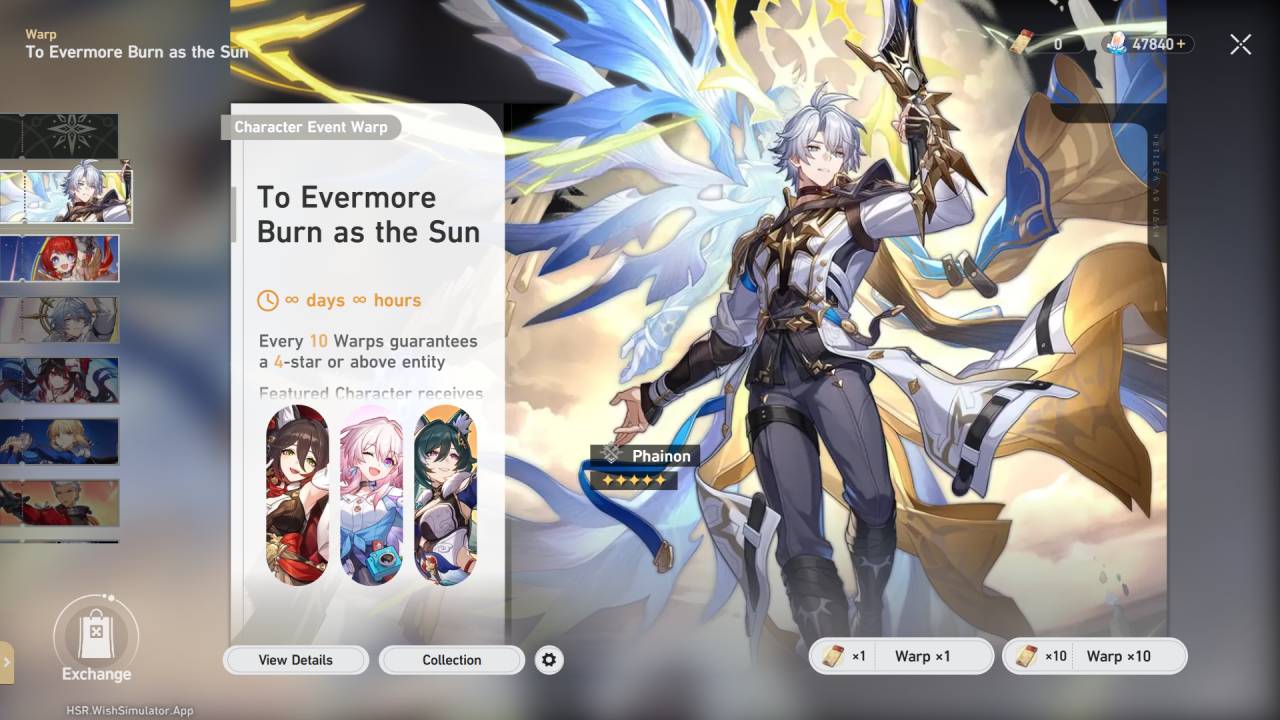 Warp
To Evermore Burn as the Sun
0
47840+
Character Event Warp
To Evermore
Burn as the Sun
∞ days ∞ hours
Every 10 Warps guarantees
a 4-star or above entity
Featured Character receives
Phainon
View Details
Collection
×1 Warp ×1
×10 Warp ×10
Exchange
HSR.WishSimulator.App